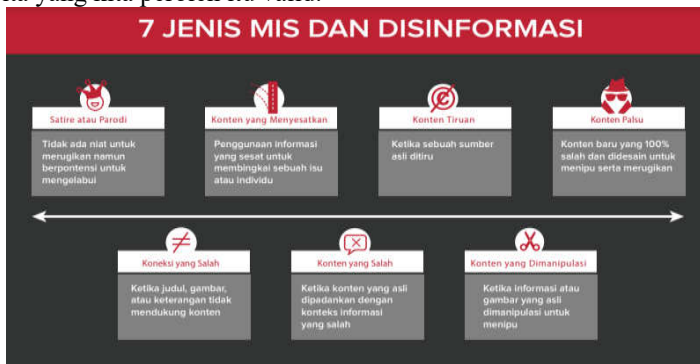 7 JENIS MIS DAN DISINFORMASI
Satire atau Parodi
Tidak ada niat untuk
merugikan namun
berpotensi untuk
mengelabui
Konten yang Menyesatkan
Penggunaan informasi
yang sesat untuk
membingkai sebuah isu
atau individu
Konten Tiruan
Ketika sebuah sumber
asli ditiru
Konten Palsu
Konten baru yang 100%
salah dan didesain untuk
menipu serta merugikan
Koneksi yang Salah
Ketika judul, gambar,
atau keterangan tidak
mendukung konten
Konten yang Salah
Ketika konten yang asli
dipadankan dengan
konteks informasi
yang salah
Konten yang Dimanipulasi
Ketika informasi atau
gambar yang asli
dimanipulasi untuk
menipu